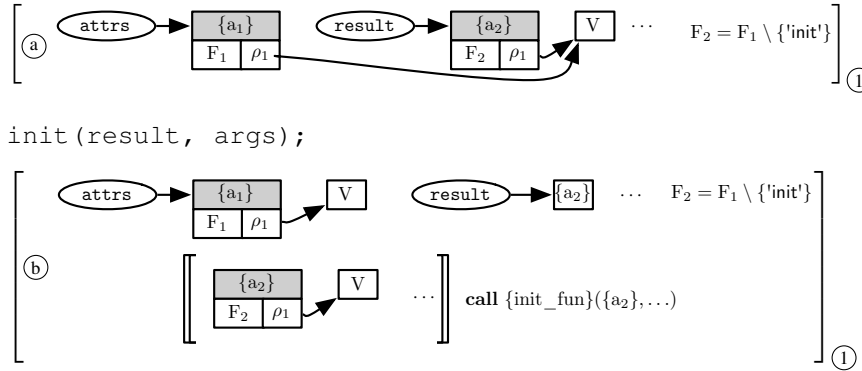 attrs {a₁} result {a₂} V ··· F₂ = F₁ \ {'init'}
a F₁ ρ₁ F₂ ρ₁ 1
init(result, args);
attrs {a₁} V result {a₂} ··· F₂ = F₁ \ {'init'}
F₁ ρ₁
b {a₂} V ··· call {init_fun}({a₂},...)
F₂ ρ₁
1